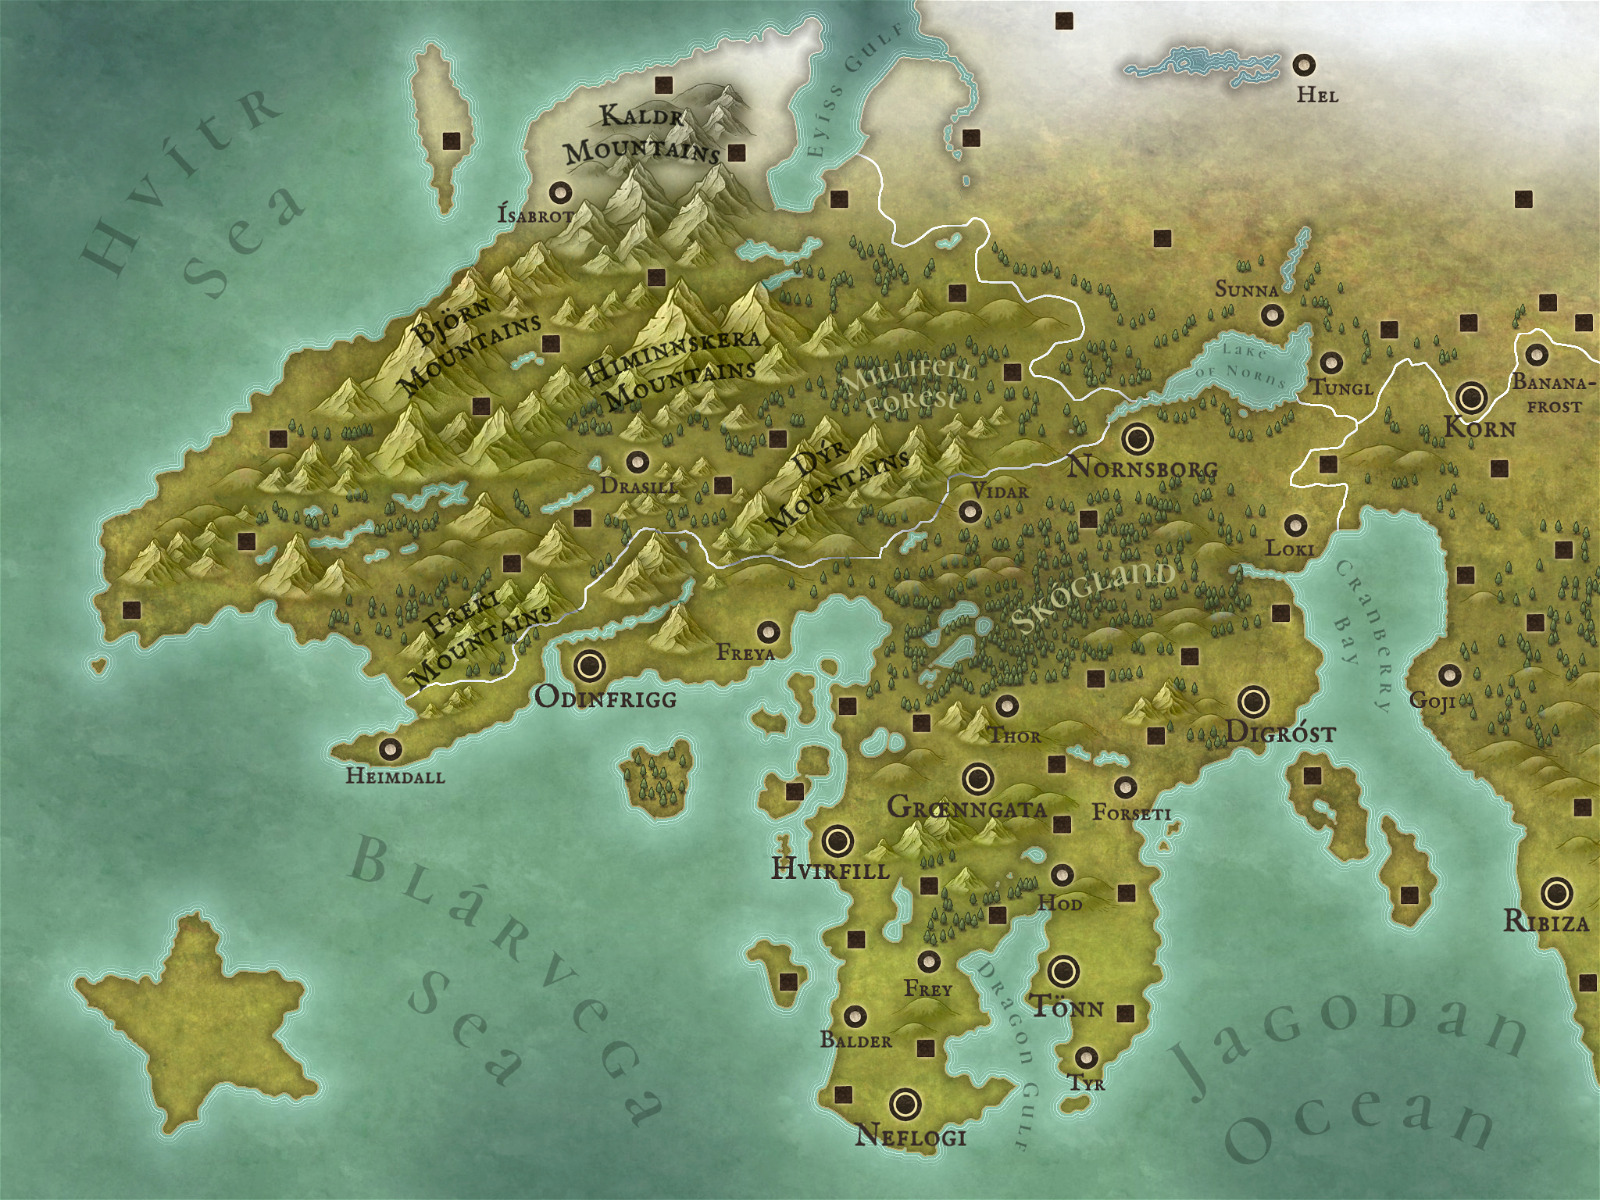 Hvítr
Sea
Eyiss Gulf
Kaldr
Mountains
Hel
Ísabrot
Sunna
Björn
Mountains
Himinnskera
Mountains
Millifell
Forest
Lake
of Norns
Tungl
Banana-
frost
Korn
Nornsborg
Dýr
Mountains
Drasill
Vidar
Loki
Skógland
Cranberry
Bay
Freki
Mountains
Freya
Odinfrigg
Goji
Thor
Digróst
Heimdall
Grœnngata
Forseti
Hvirfill
Hod
Ribiza
Blárvega
Sea
Frey
Dragon Gulf
Tönn
Balder
Tyr
Neflogi
Jagodan
Ocean